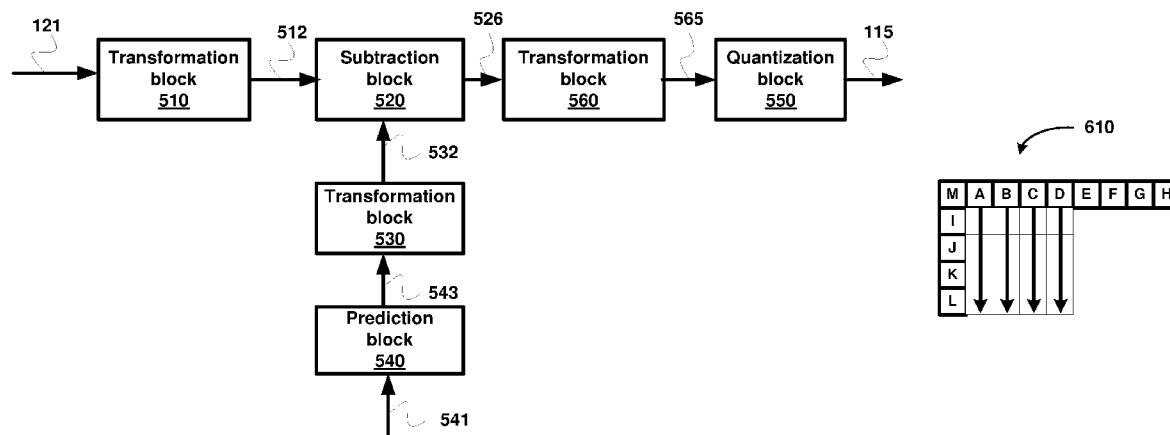 121
Transformation
block
510
512
Subtraction
block
520
526
Transformation
block
560
565
Quantization
block
550
115
532
Transformation
block
530
543
Prediction
block
540
541
610
M A B C D E F G H
I
J
K
L